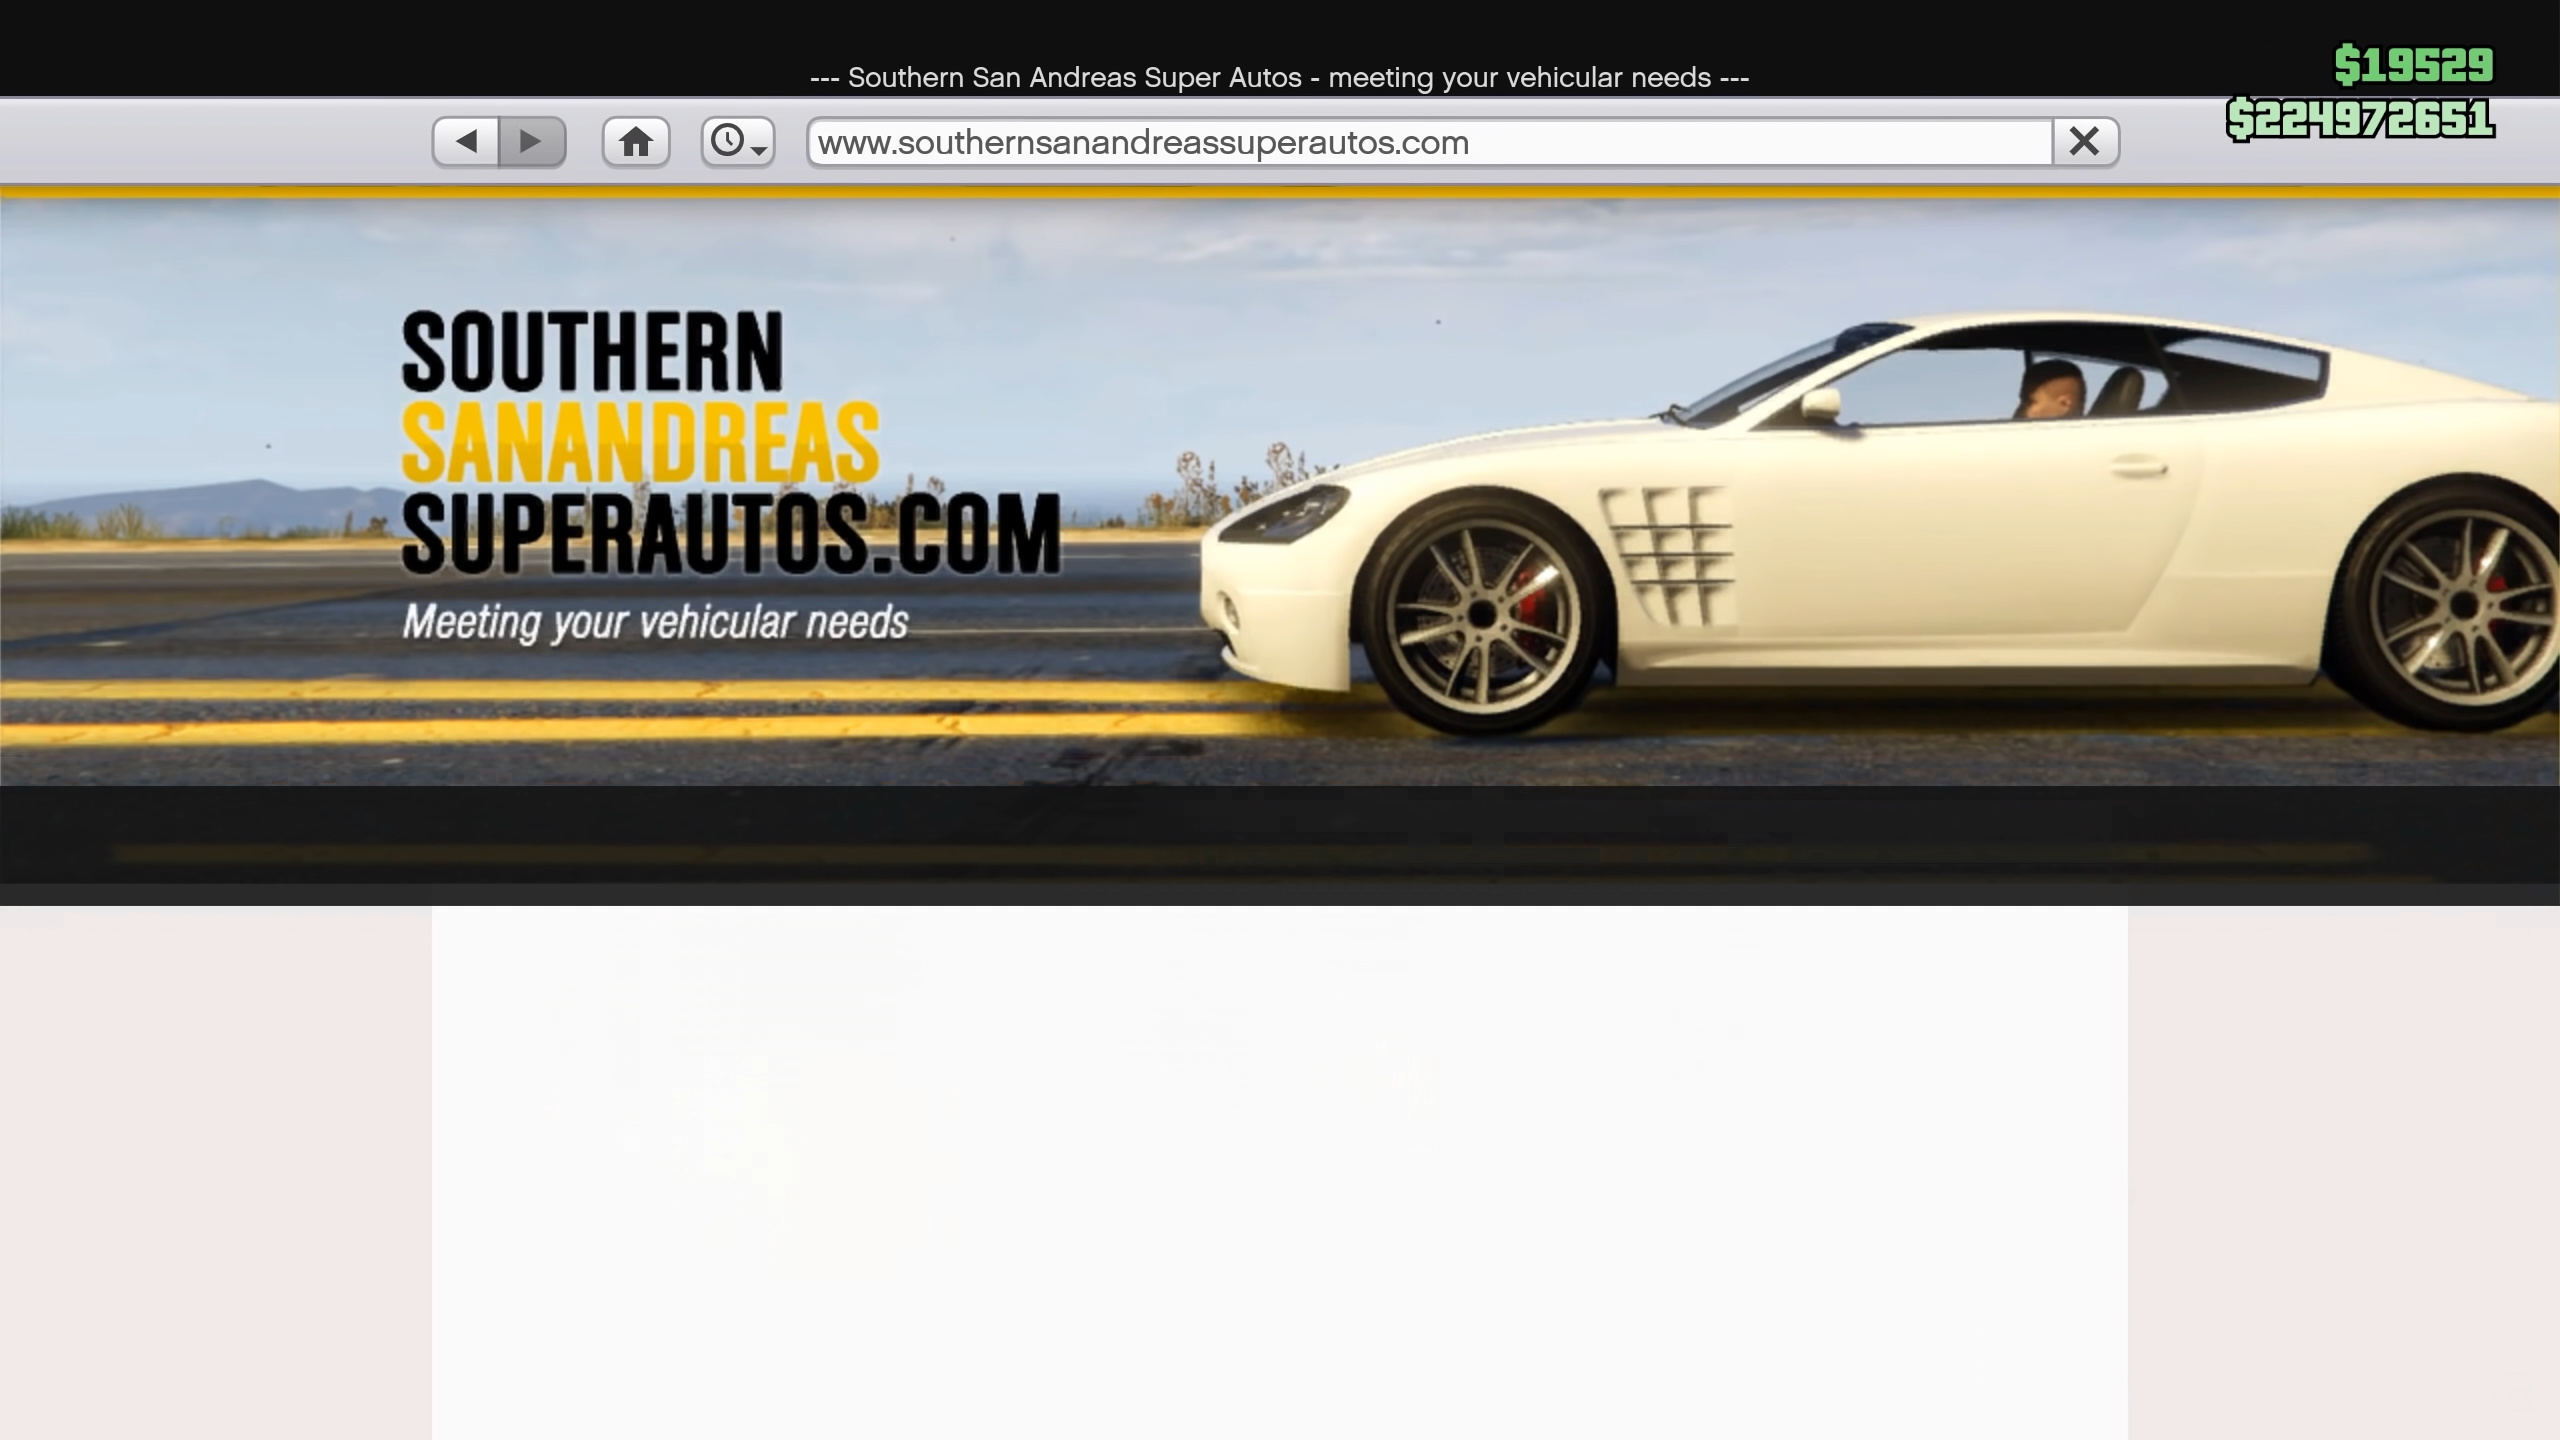 --- Southern San Andreas Super Autos - meeting your vehicular needs ---
$19529
$224972651
www.southernsanandreassuperautos.com
SOUTHERN
SANANDREAS
SUPERAUTOS.COM
Meeting your vehicular needs